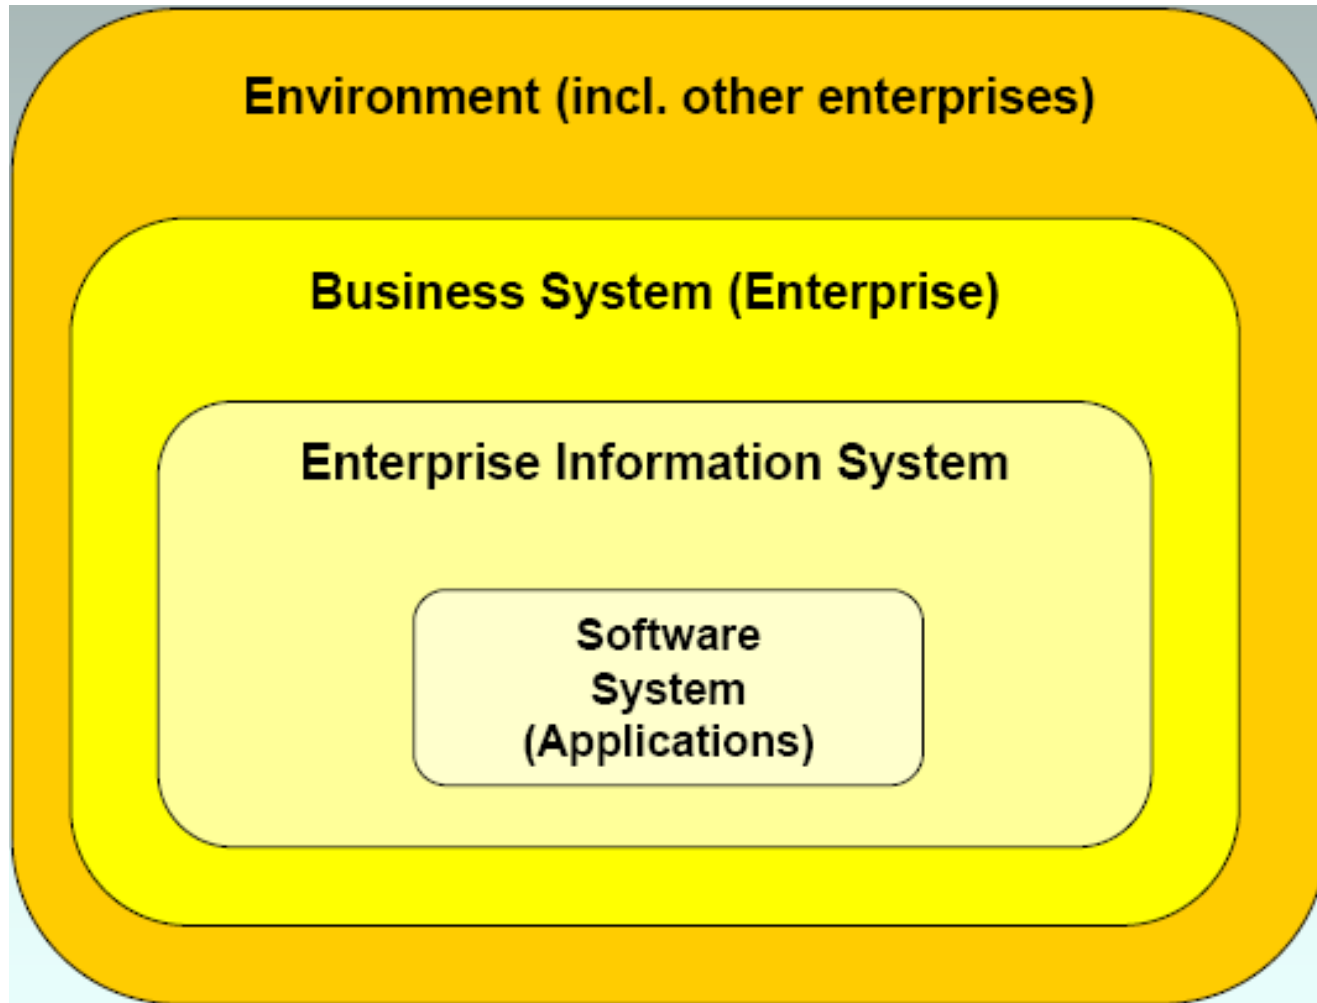 Environment (incl. other enterprises)
Business System (Enterprise)
Enterprise Information System
Software
System
(Applications)